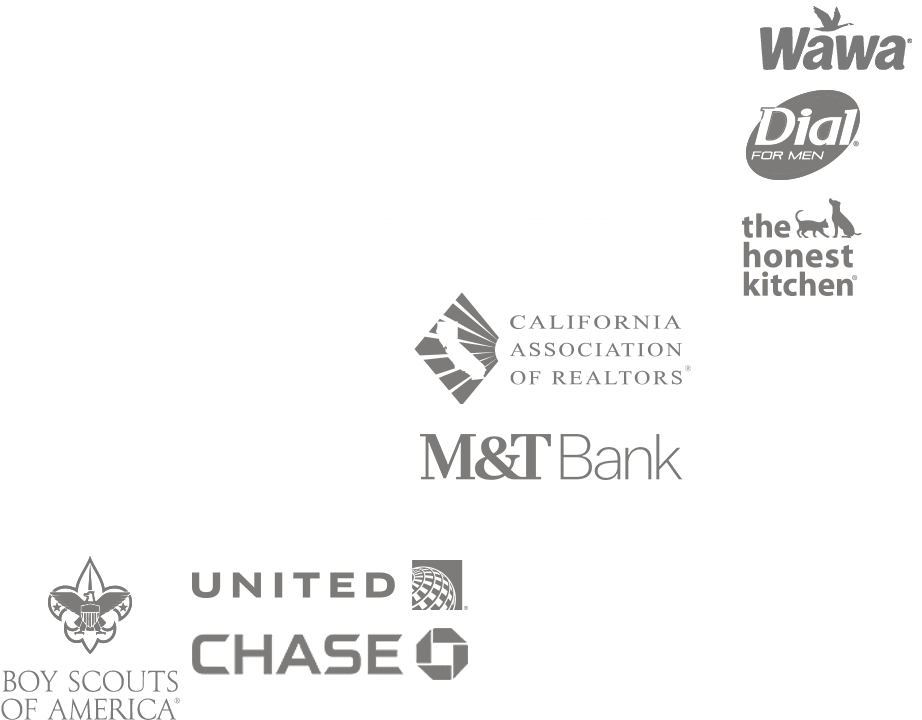 Wawa®
Dial®
FOR MEN
the
honest
kitchen®
CALIFORNIA
ASSOCIATION
OF REALTORS®
M&T Bank
UNITED
CHASE
BOY SCOUTS
OF AMERICA®